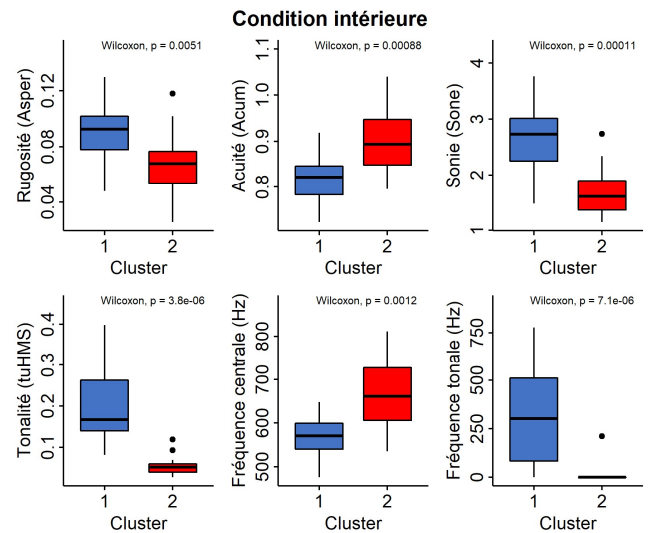 Condition intérieure
Wilcoxon, p = 0.0051
Rugosité (Asper)
0.12
0.08
0.04
1 2
Cluster
Wilcoxon, p = 0.00088
Acuité (Acum)
1.1
1.0
0.9
0.8
1 2
Cluster
Wilcoxon, p = 0.00011
Sonie (Sone)
4
3
2
1
1 2
Cluster
Wilcoxon, p = 3.8e-06
Tonalité (tuHMS)
0.4
0.3
0.2
0.1
1 2
Cluster
Wilcoxon, p = 0.0012
Fréquence centrale (Hz)
800
700
600
500
1 2
Cluster
Wilcoxon, p = 7.1e-06
Fréquence tonale (Hz)
750
500
250
0
1 2
Cluster